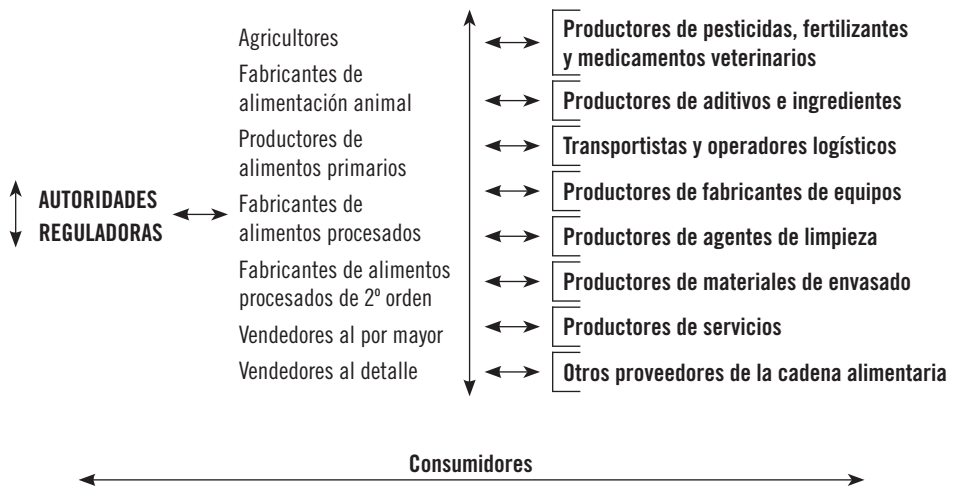 Agricultores
Fabricantes de
alimentación animal
Productores de
alimentos primarios
Fabricantes de
alimentos procesados
Fabricantes de alimentos
procesados de 2º orden
Vendedores al por mayor
Vendedores al detalle
AUTORIDADES
REGULADORAS
Productores de pesticidas, fertilizantes
y medicamentos veterinarios
Productores de aditivos e ingredientes
Transportistas y operadores logísticos
Productores de fabricantes de equipos
Productores de agentes de limpieza
Productores de materiales de envasado
Productores de servicios
Otros proveedores de la cadena alimentaria
Consumidores